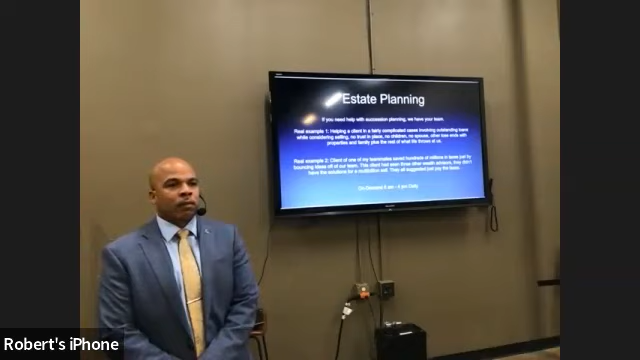 Estate Planning
If you need help with succession planning, we have your team.
Real example 1: Helping a client in a fairly complicated cases involving outstanding loans
while considering selling, no trust in place, no children, no spouse, other lose ends with
properties and family plus the rest of what life throws at us.
Real example 2: Client of one of my teammates saved hundreds of millions in taxes just by
bouncing ideas off of our team. This client had even three other wealth advisors, they don't
have the solutions for a
sell. They all suggested just pay the taxes.
On Demand 8 am - 6 pm Daily
Robert's iPhone